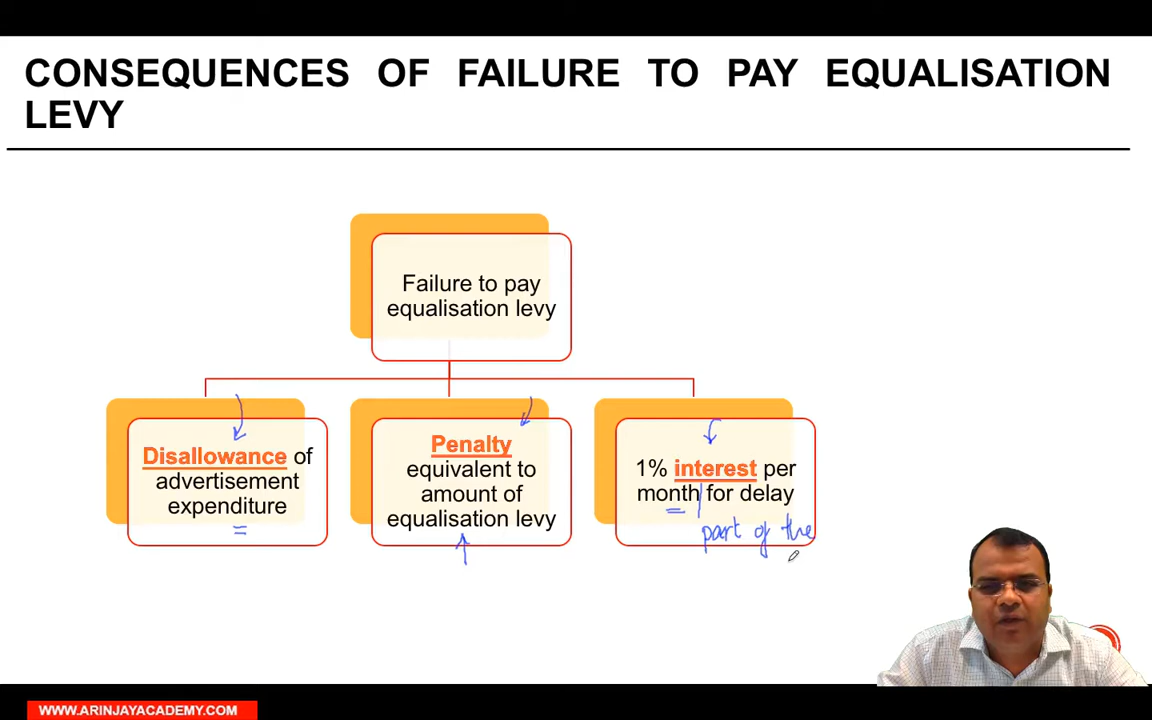 CONSEQUENCES OF FAILURE TO PAY EQUALISATION
LEVY
Failure to pay
equalisation levy
Disallowance of
advertisement
expenditure
Penalty
equivalent to
amount of
equalisation levy
1% interest per
month for delay
part of the
WWW.ARINJAYACADEMY.COM